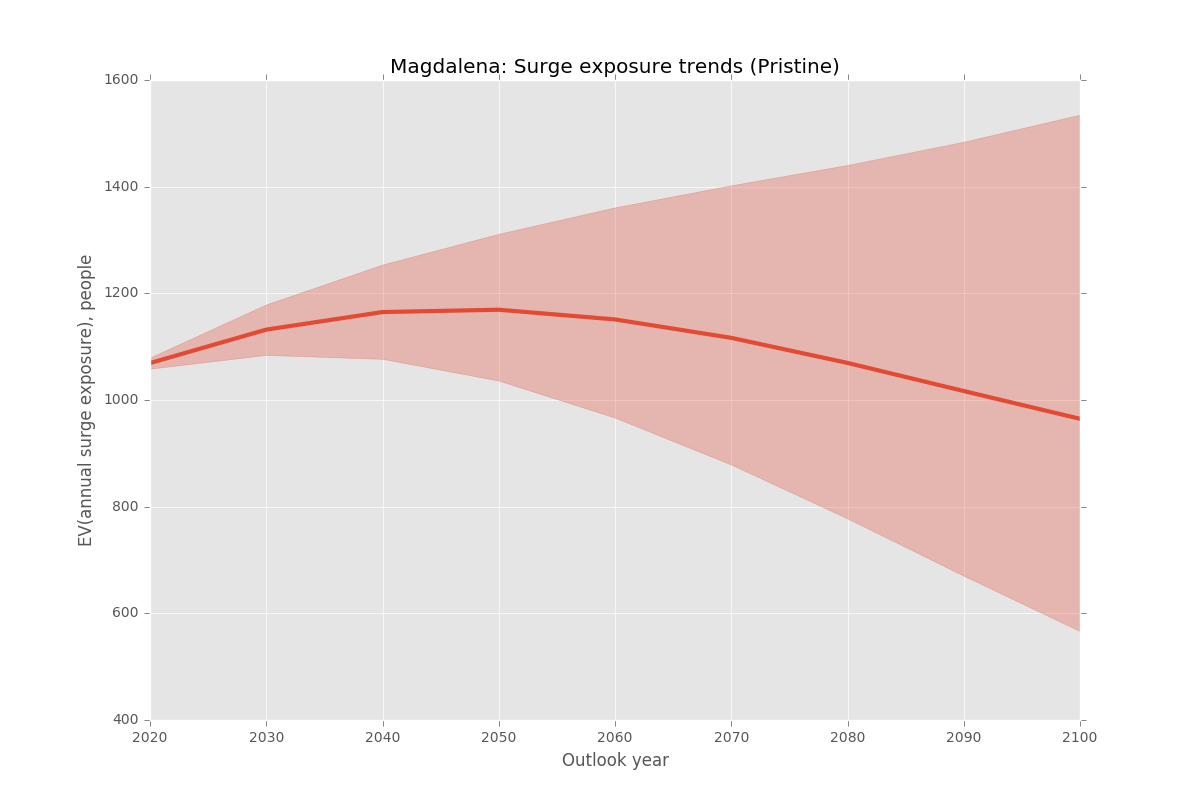 Magdalena: Surge exposure trends (Pristine)
1600
1400
1200
1000
800
600
400
EV(annual surge exposure), people
2020 2030 2040 2050 2060 2070 2080 2090 2100
Outlook year